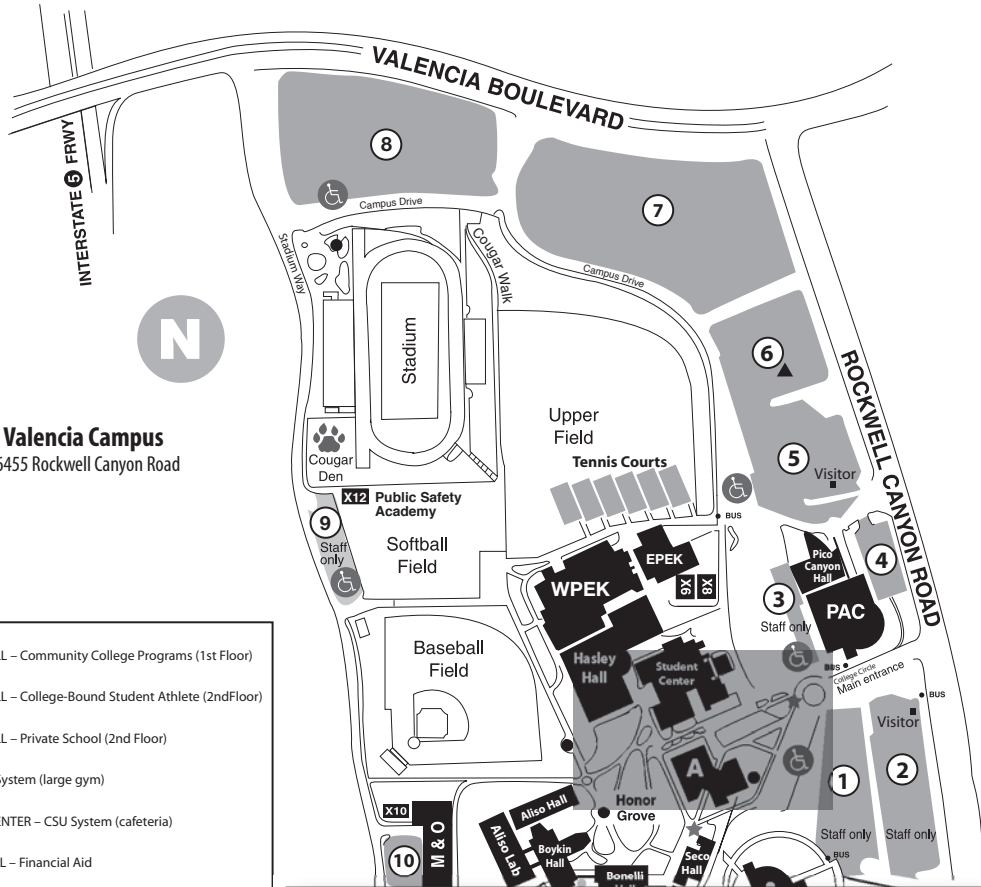 VALENCIA BOULEVARD
INTERSTATE 5 FRWY
8
7
Campus Drive
Stadium Way
Cougar Walk
Campus Drive
N
Stadium
6
ROCKWELL CANYON ROAD
Valencia Campus
6455 Rockwell Canyon Road
Upper
Field
Cougar
Den
Tennis Courts
5
Visitor
X12 Public Safety
Academy
BUS
9
Staff
only
Softball
Field
WPEK
EPEK
X6
X8
Pico
Canyon
Hall
4
3
Staff only
PAC
L – Community College Programs (1st Floor)
L – College-Bound Student Athlete (2ndFloor)
L – Private School (2nd Floor)
System (large gym)
ENTER – CSU System (cafeteria)
L – Financial Aid
Baseball
Field
Hasley
Hall
Student
Center
BUS
College Circle
Main entrance
BUS
Visitor
A
1
2
Staff only
Staff only
X10
M & O
10
Aliso Hall
Aliso Lab
Boykin
Hall
Honor
Grove
Seco
Hall
BUS
Bonelli